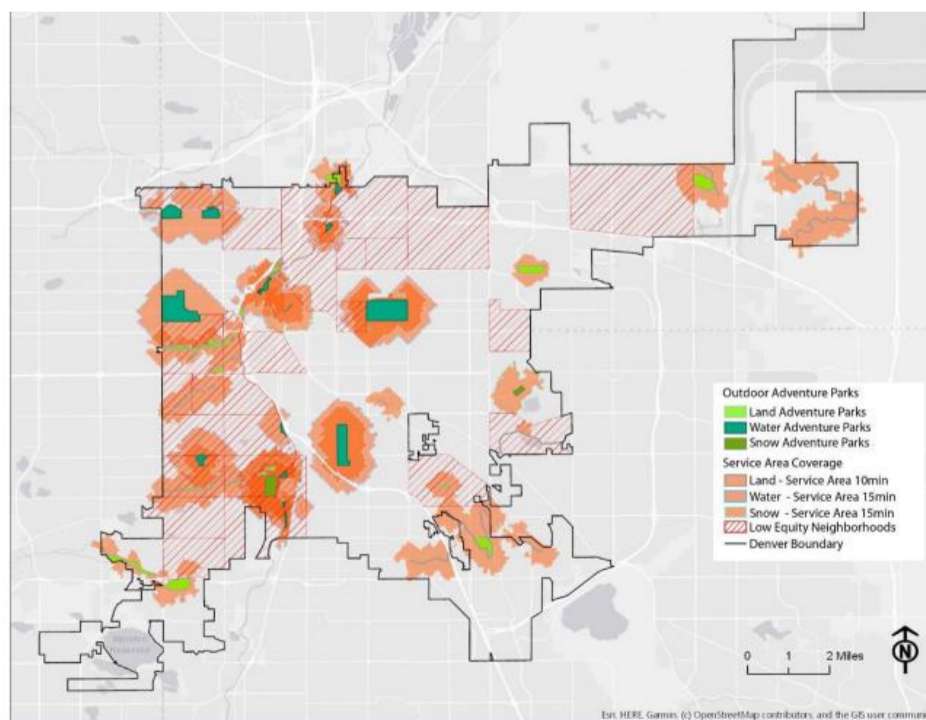 Outdoor Adventure Parks
Land Adventure Parks
Water Adventure Parks
Snow Adventure Parks
Service Area Coverage
Land - Service Area 10min
Water - Service Area 15min
Snow - Service Area 15min
Low Equity Neighborhoods
Denver Boundary
N
0 1 2 Miles
Esri, HERE, Garmin, (c) OpenStreetMap contributors, and the GIS user